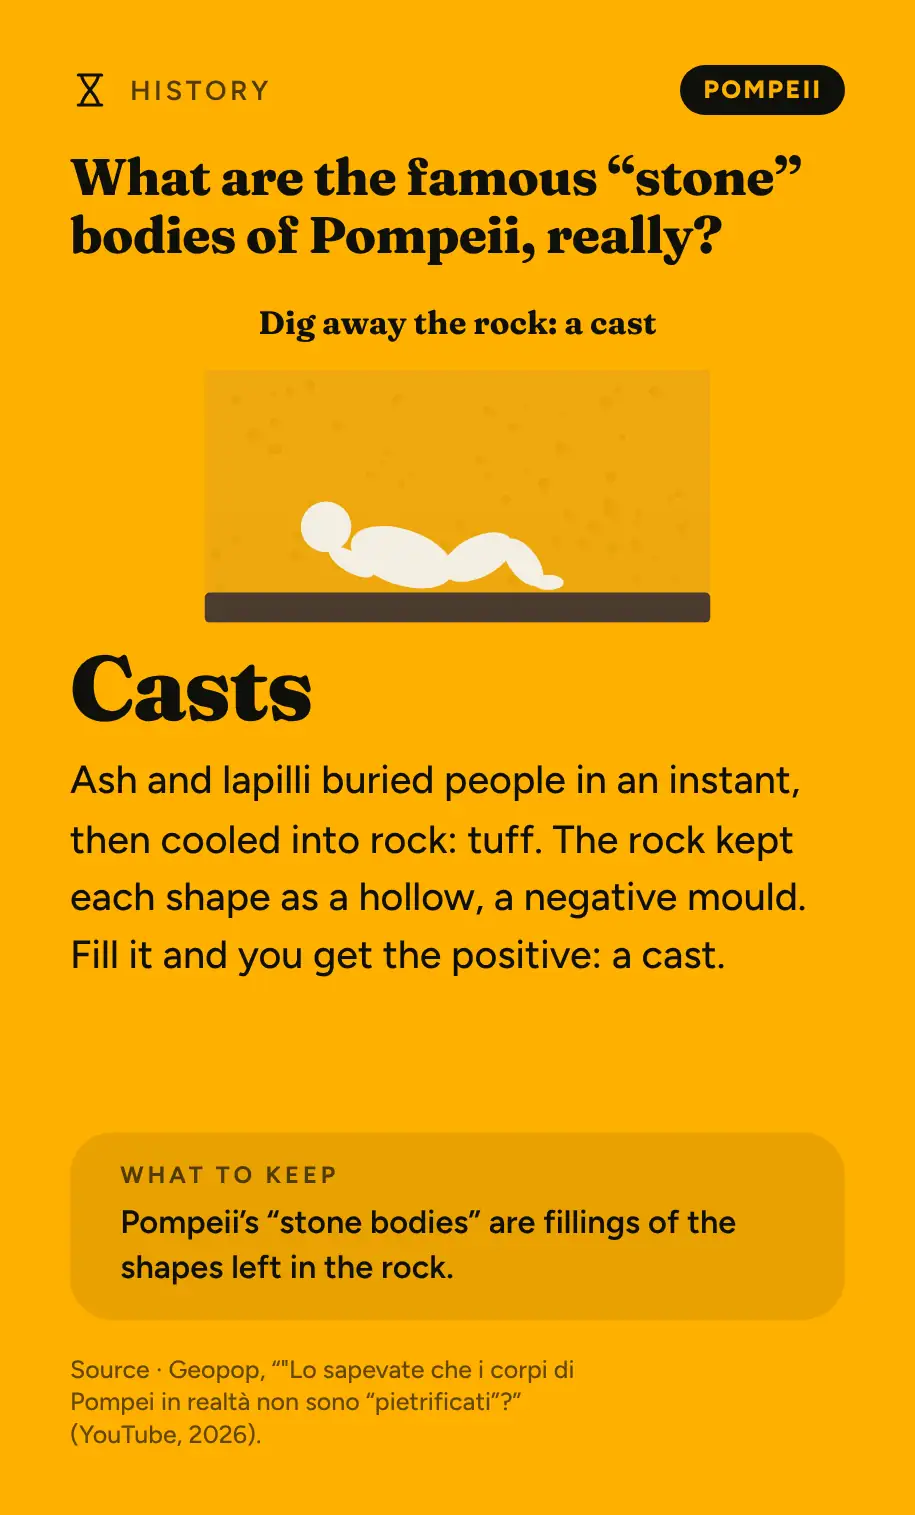 HISTORY
POMPEII
What are the famous “stone”
bodies of Pompeii, really?
Dig away the rock: a cast
Casts
Ash and lapilli buried people in an instant,
then cooled into rock: tuff. The rock kept
each shape as a hollow, a negative mould.
Fill it and you get the positive: a cast.
WHAT TO KEEP
Pompeii’s “stone bodies” are fillings of the
shapes left in the rock.
Source · Geopop, “"Lo sapevate che i corpi di
Pompei in realtà non sono “pietrificati”?”
(YouTube, 2026).